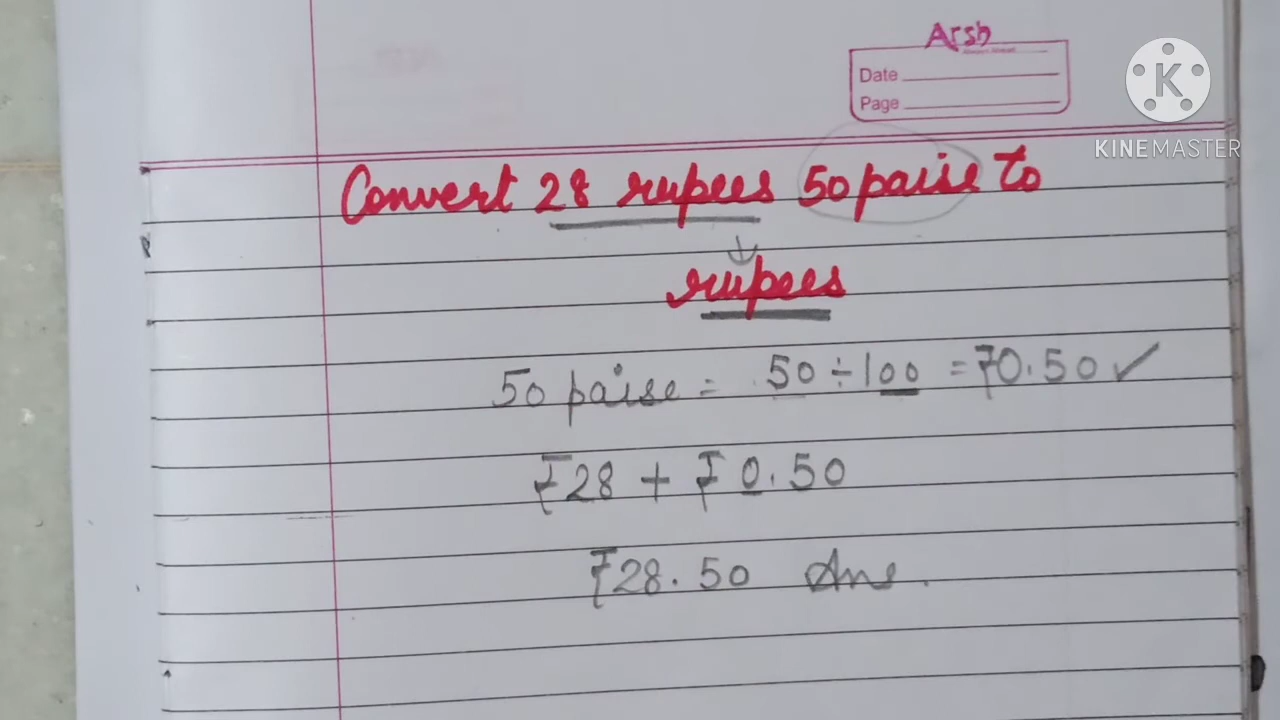 Arsh
Date
Page
K
KINEMASTER
Convert 28 rupees 50 paise to
rupees
50 paise = 50 ÷ 100 = ₹0.50 ✓
₹28 + ₹0.50
₹28.50 Ans.